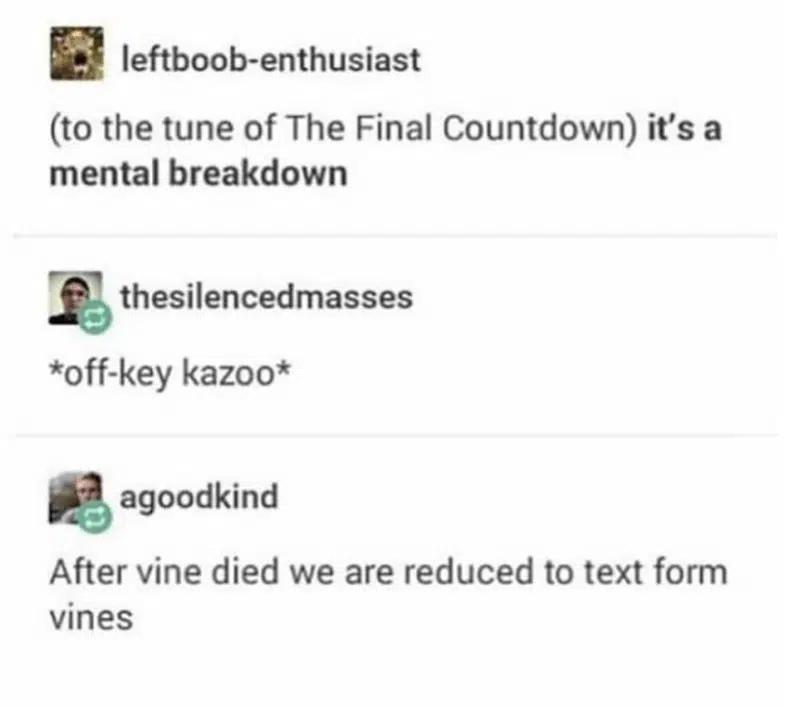 leftboob-enthusiast
(to the tune of The Final Countdown) it's a
mental breakdown
thesilencedmasses
*off-key kazoo*
agoodkind
After vine died we are reduced to text form
vines